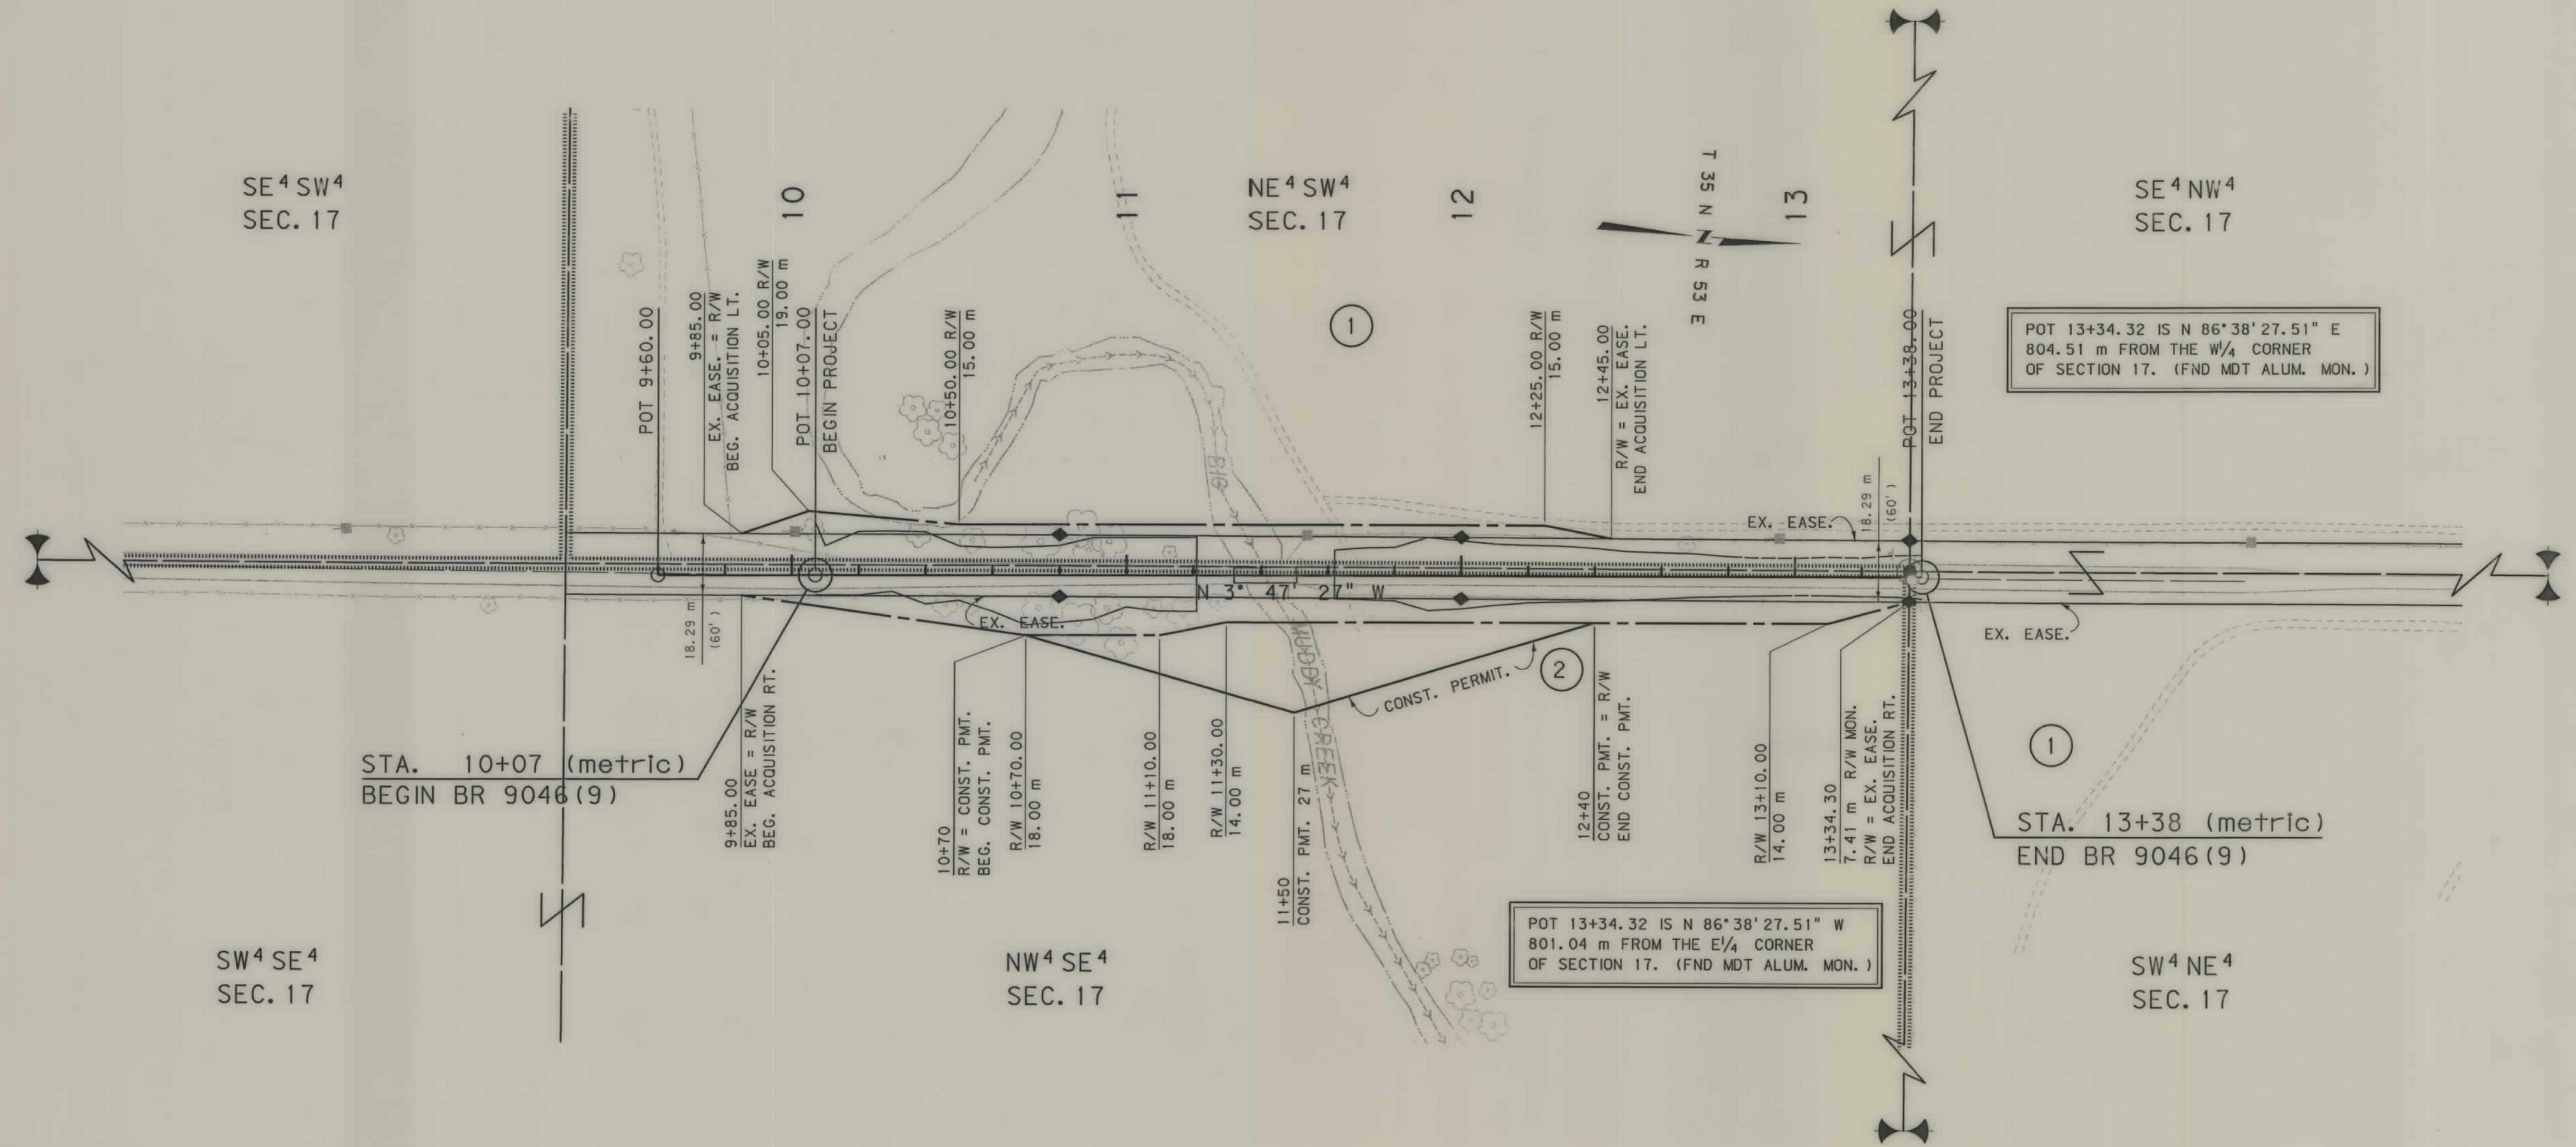 SE⁴ SW⁴
SEC. 17
10
11
NE⁴ SW⁴
SEC. 17
12
T 35 N
N
R 53 E
13
SE⁴ NW⁴
SEC. 17
POT 9+60.00
9+85.00
EX. EASE. = R/W
BEG. ACQUISITION LT.
10+05.00 R/W
19.00 m
POT 10+07.00
BEGIN PROJECT
10+50.00 R/W
15.00 m
1
12+25.00 R/W
15.00 m
12+45.00
R/W = EX. EASE.
END ACQUISITION LT.
POT 13+38.00
END PROJECT
POT 13+34.32 IS N 86°38'27.51" E
804.51 m FROM THE W¼ CORNER
OF SECTION 17. (FND MDT ALUM. MON.)
18.29 m
(60')
EX. EASE.
BIG
N 3° 47' 27" W
18.29 m
(60')
EX. EASE.
MUDDY
CREEK
CONST. PERMIT.
2
EX. EASE.
1
STA. 10+07 (metric)
BEGIN BR 9046(9)
9+85.00
EX. EASE = R/W
BEG. ACQUISITION RT.
10+70
R/W = CONST. PMT.
BEG. CONST. PMT.
R/W 10+70.00
18.00 m
R/W 11+10.00
18.00 m
R/W 11+30.00
14.00 m
11+50
CONST. PMT. 27 m
12+40
CONST. PMT. = R/W
END CONST. PMT.
R/W 13+10.00
14.00 m
13+34.30
7.41 m R/W MON.
R/W = EX. EASE.
END ACQUISITION RT.
STA. 13+38 (metric)
END BR 9046(9)
SW⁴ SE⁴
SEC. 17
NW⁴ SE⁴
SEC. 17
POT 13+34.32 IS N 86°38'27.51" W
801.04 m FROM THE E¼ CORNER
OF SECTION 17. (FND MDT ALUM. MON.)
SW⁴ NE⁴
SEC. 17